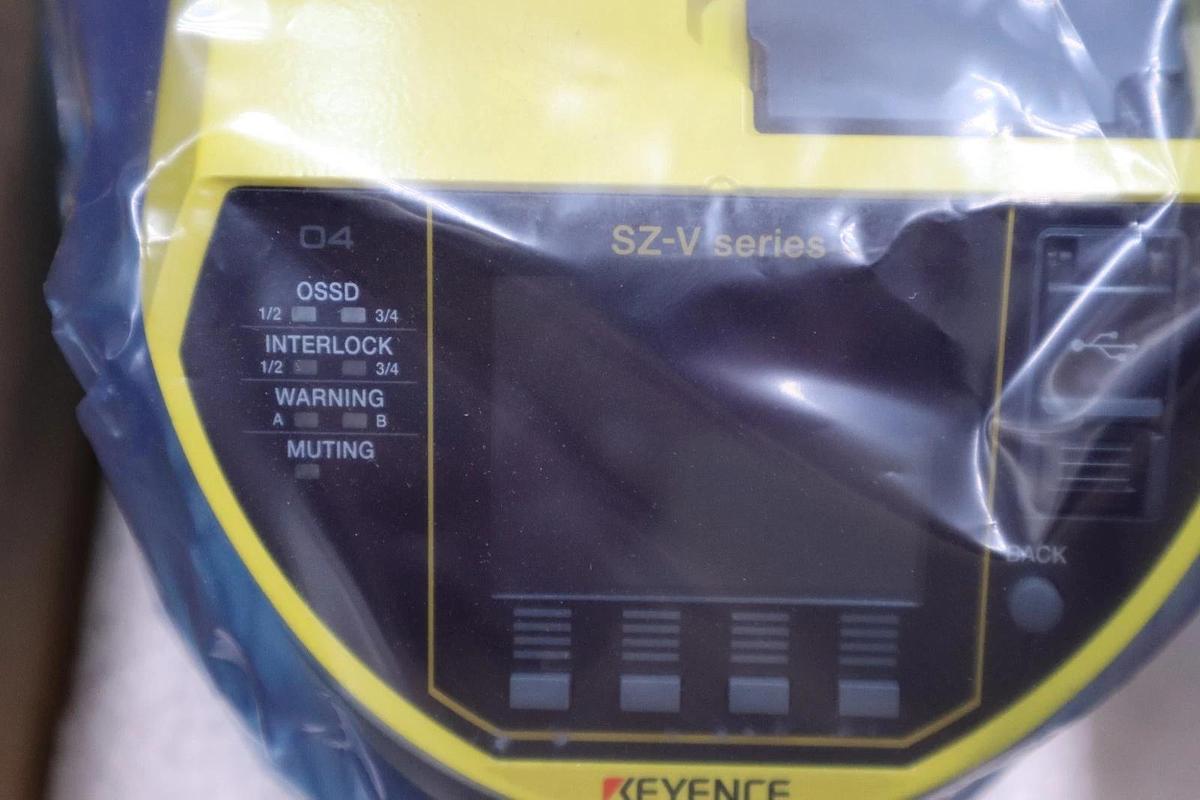 04
SZ-V series
OSSD
1/2 3/4
INTERLOCK
1/2 3/4
WARNING
A B
MUTING
BACK
KEYENCE